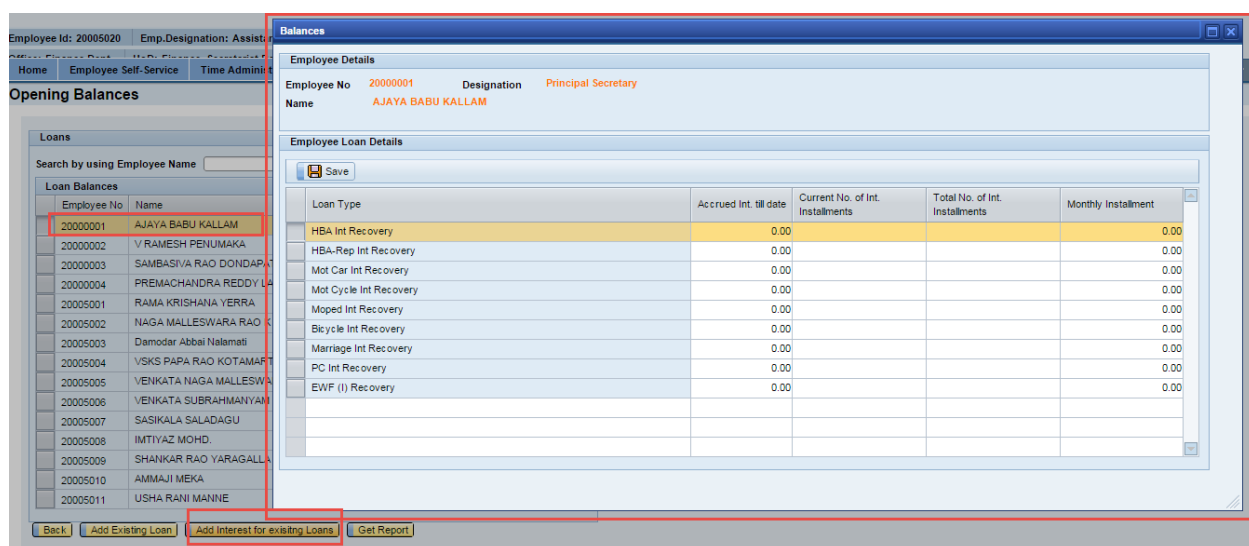 Employee Id: 20005020 Emp.Designation: Assistan
Home Employee Self-Service Time Administ
Opening Balances
Loans
Search by using Employee Name
Loan Balances
Employee No Name
20000001 AJAYA BABU KALLAM
20000002 V RAMESH PENUMAKA
20000003 SAMBASIVA RAO DONDAPAT
20000004 PREMACHANDRA REDDY LA
20005001 RAMA KRISHANA YERRA
20005002 NAGA MALLESWARA RAO K
20005003 Damodar Abbai Nalamati
20005004 VSKS PAPA RAO KOTAMART
20005005 VENKATA NAGA MALLESWA
20005006 VENKATA SUBRAHMANYAM
20005007 SASIKALA SALADAGU
20005008 IMTIYAZ MOHD.
20005009 SHANKAR RAO YARAGALLA
20005010 AMMAJI MEKA
20005011 USHA RANI MANNE
Back Add Existing Loan Add Interest for exisitng Loans Get Report
Balances
Employee Details
Employee No 20000001 Designation Principal Secretary
Name AJAYA BABU KALLAM
Employee Loan Details
Save
Loan Type Accrued Int. till date Current No. of Int. Installments Total No. of Int. Installments Monthly Installment
HBA Int Recovery 0.00 0.00
HBA-Rep Int Recovery 0.00 0.00
Mot Car Int Recovery 0.00 0.00
Mot Cycle Int Recovery 0.00 0.00
Moped Int Recovery 0.00 0.00
Bicycle Int Recovery 0.00 0.00
Marriage Int Recovery 0.00 0.00
PC Int Recovery 0.00 0.00
EWF (I) Recovery 0.00 0.00